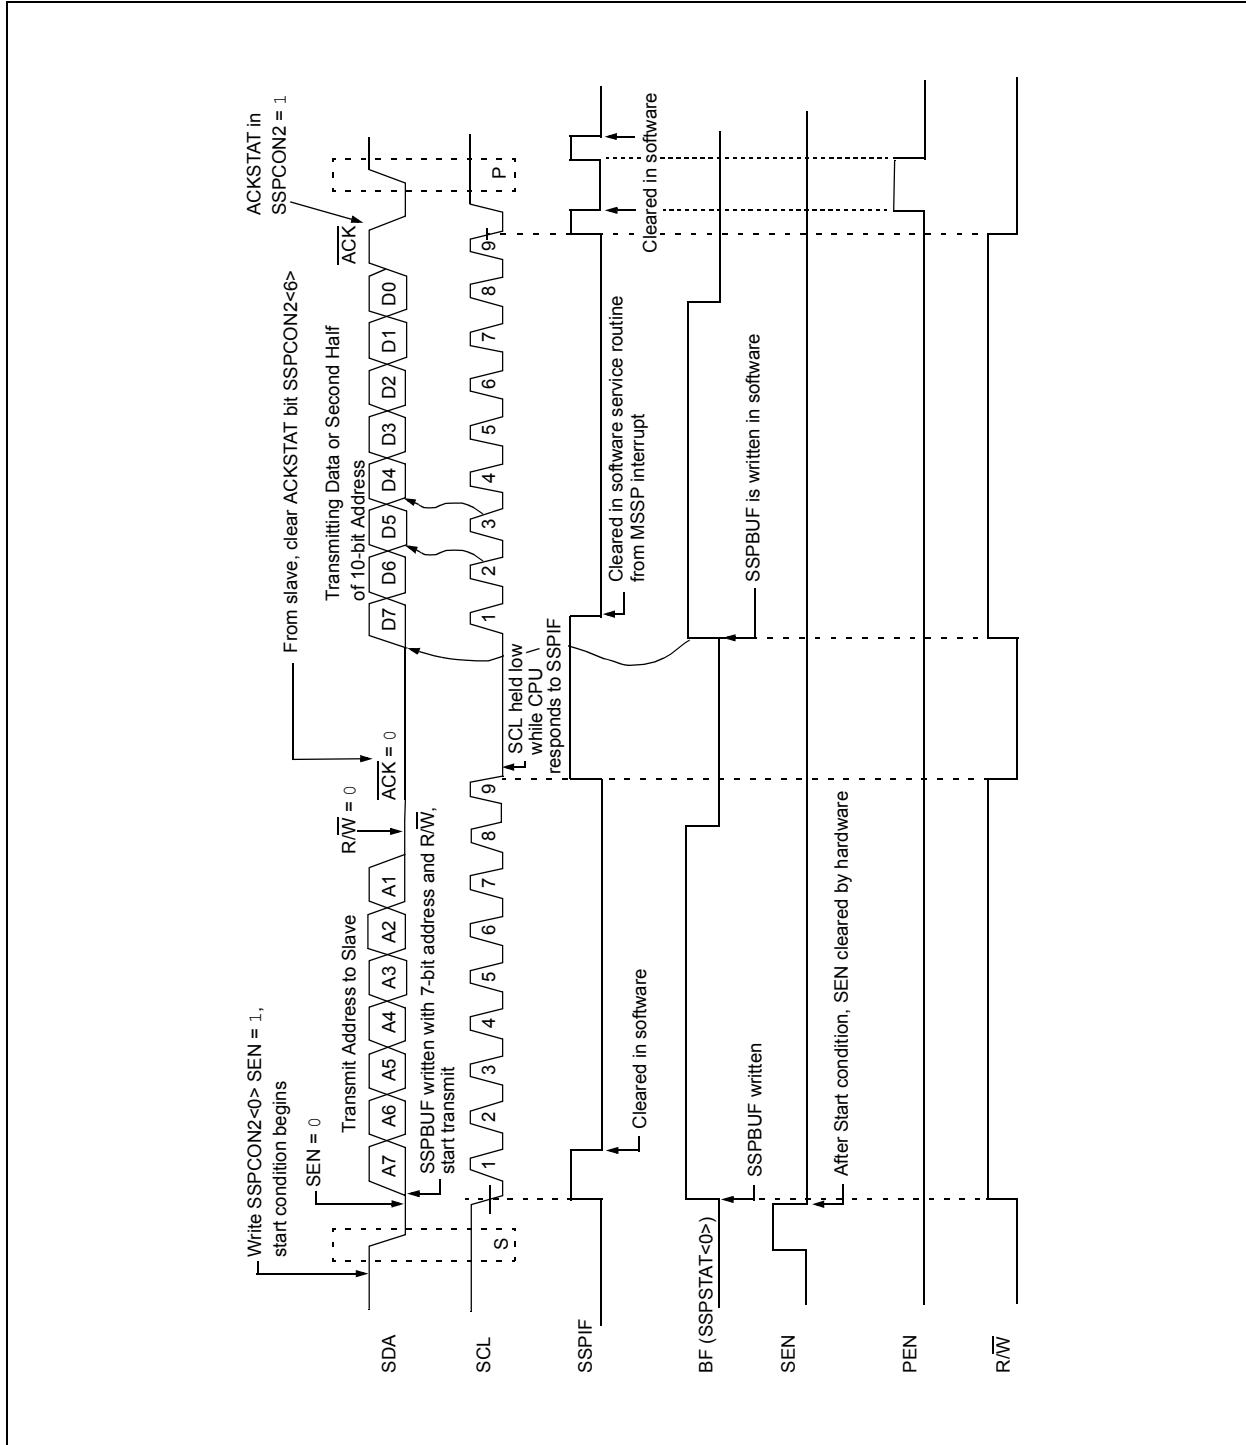 Write SSPCON2<0> SEN = 1,
start condition begins
SEN = 0
From slave, clear ACKSTAT bit SSPCON2<6>
ACKSTAT in
SSPCON2 = 1
Transmit Address to Slave
R/W = 0
ACK = 0
Transmitting Data or Second Half
of 10-bit Address
ACK
SDA
A7 A6 A5 A4 A3 A2 A1
D7 D6 D5 D4 D3 D2 D1 D0
SSPBUF written with 7-bit address and R/W,
start transmit
SCL
S
1 2 3 4 5 6 7 8 9
1 2 3 4 5 6 7 8 9
P
SCL held low
while CPU
responds to SSPIF
SSPIF
Cleared in software
Cleared in software service routine
from MSSP interrupt
Cleared in software
BF (SSPSTAT<0>)
SSPBUF written
SSPBUF is written in software
SEN
After Start condition, SEN cleared by hardware
PEN
R/W